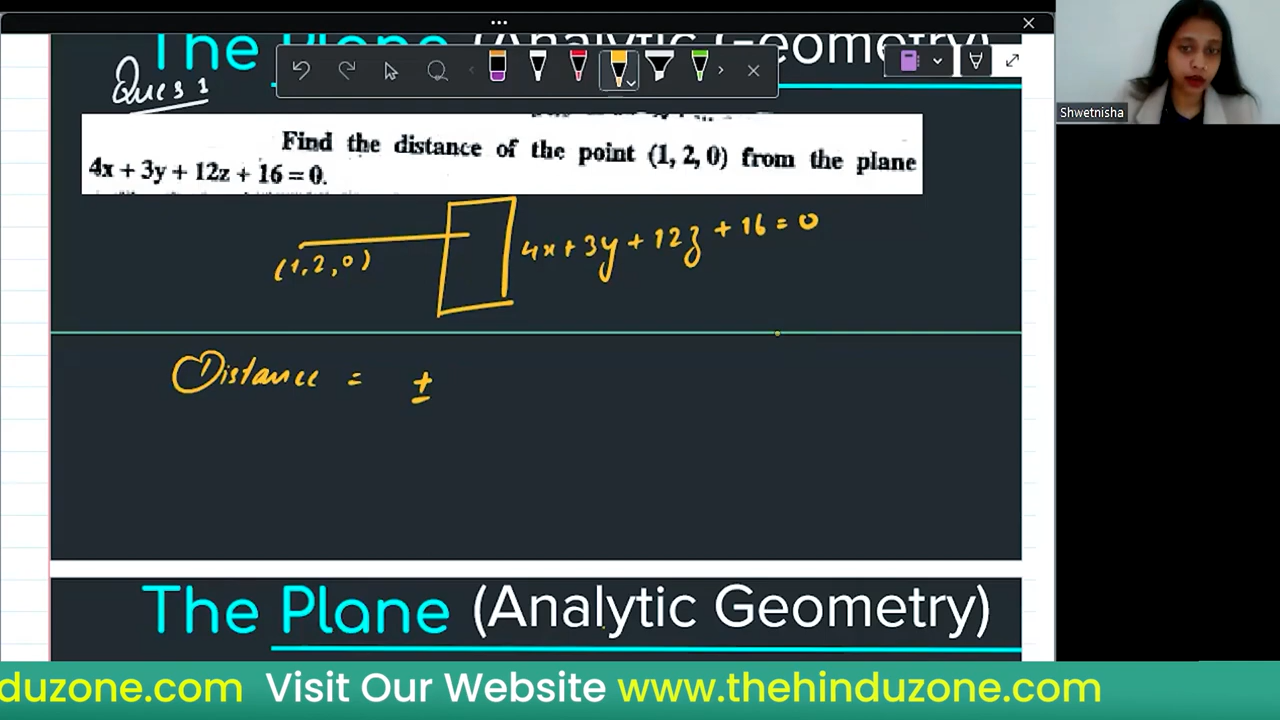 The Plane (Analytic Geometry)
Ques 1
Shwetnisha
Find the distance of the point (1, 2, 0) from the plane
4x + 3y + 12z + 16 = 0.
4x + 3y + 12z + 16 = 0
(1, 2, 0)
Distance = ±
The Plane (Analytic Geometry)
duzone.com Visit Our Website www.thehinduzone.com